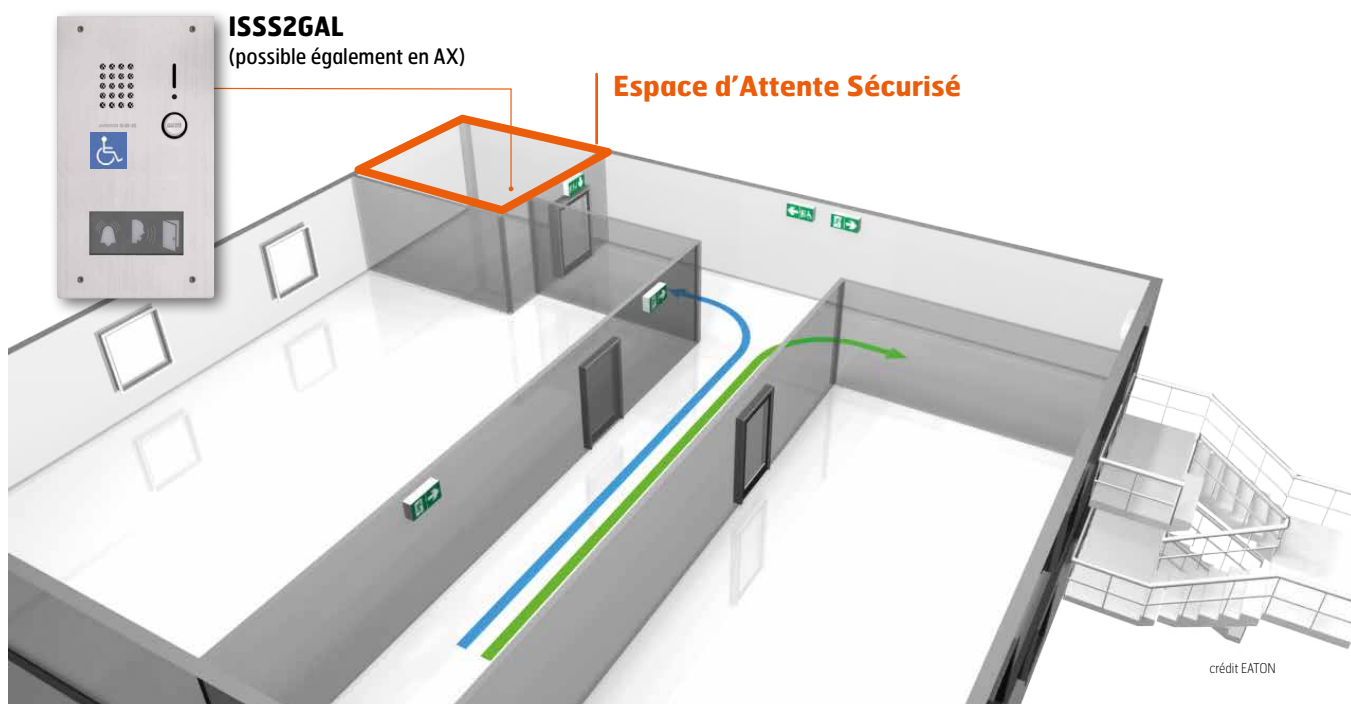 ISSS2GAL
(possible également en AX)
Espace d'Attente Sécurisé
crédit EATON